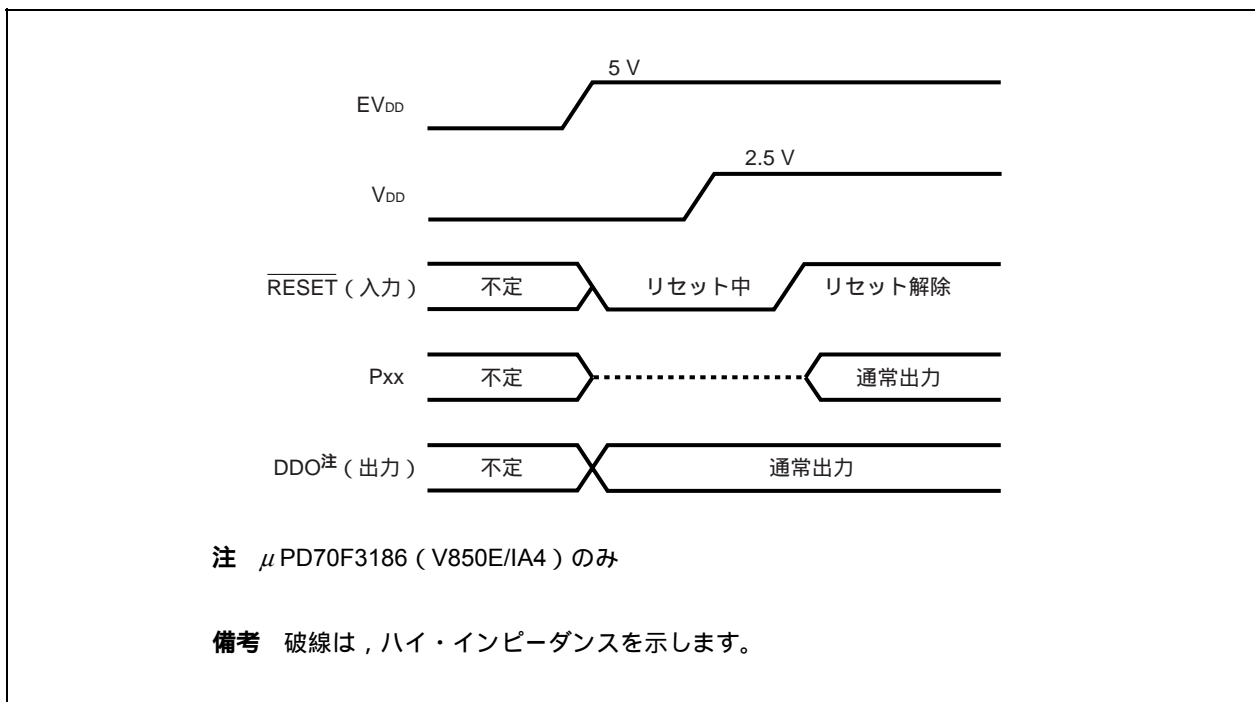 5 V
EVDD
2.5 V
VDD
RESET（入力） 不定 リセット中 リセット解除
Pxx 不定 通常出力
DDO注（出力） 不定 通常出力
注 μPD70F3186（V850E/IA4）のみ
備考 破線は，ハイ・インピーダンスを示します。